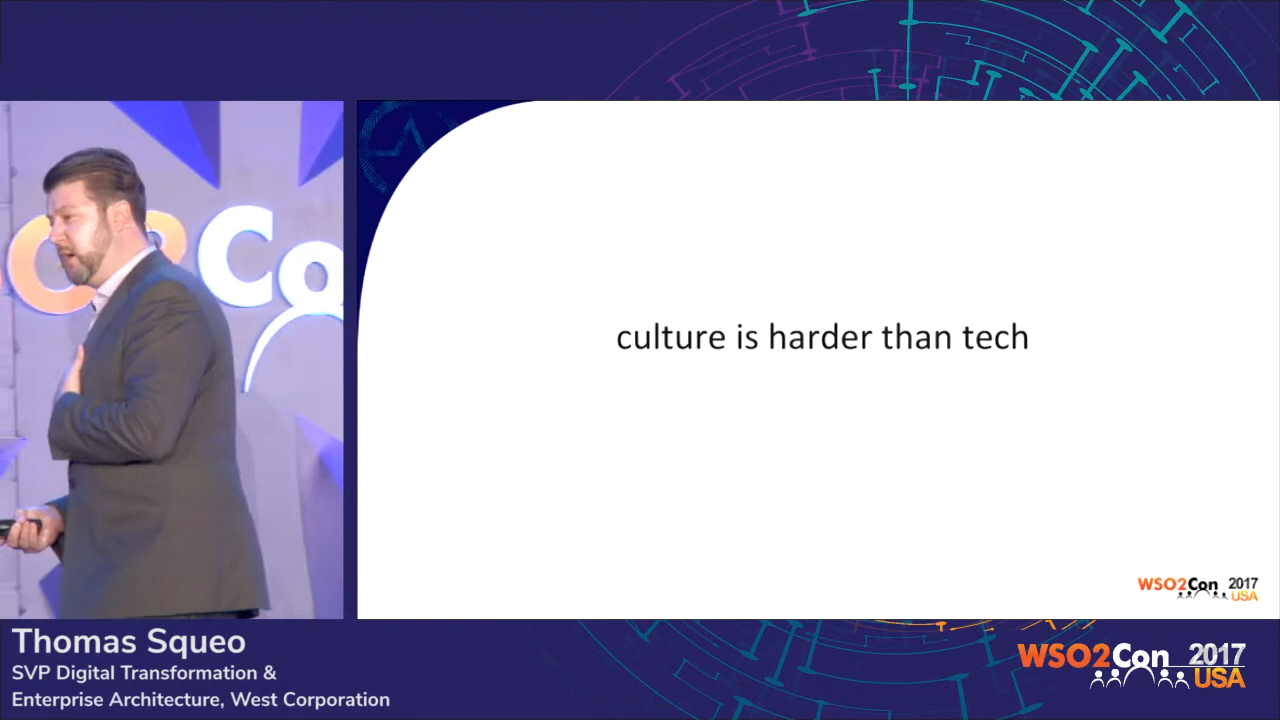 O2Co
culture is harder than tech
WSO2Con 2017
USA
Thomas Squeo
SVP Digital Transformation &
Enterprise Architecture, West Corporation
WSO2Con 2017
USA